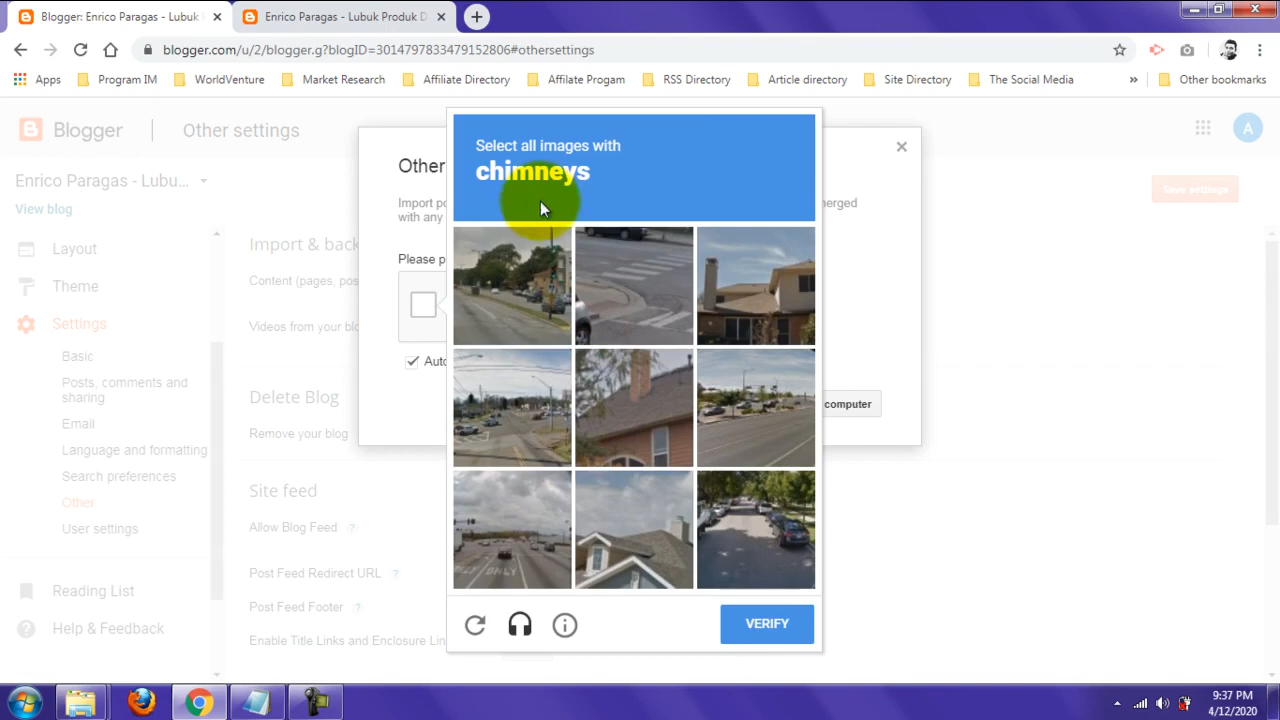 Blogger: Enrico Paragas - Lubuk
Enrico Paragas - Lubuk Produk D
blogger.com/u/2/blogger.g?blogID=3014797833479152806#othersettings
Apps
Program IM
WorldVenture
Market Research
Affiliate Directory
Affilate Progam
RSS Directory
Article directory
Site Directory
The Social Media
»
Other bookmarks
Blogger
Other settings
A
Enrico Paragas - Lubu...
View blog
Save settings
Layout
Theme
Settings
Basic
Posts, comments and
sharing
Email
Language and formatting
Search preferences
Other
User settings
Reading List
Help & Feedback
Import & back
Content (pages, pos
Videos from your blo
Delete Blog
Remove your blog
Site feed
Allow Blog Feed ?
Post Feed Redirect URL ?
Post Feed Footer ?
Enable Title Links and Enclosure Lin
Other
Import po
merged
with any
Please p
Auto
computer
Select all images with
chimneys
ONLY
VERIFY
9:37 PM
4/12/2020